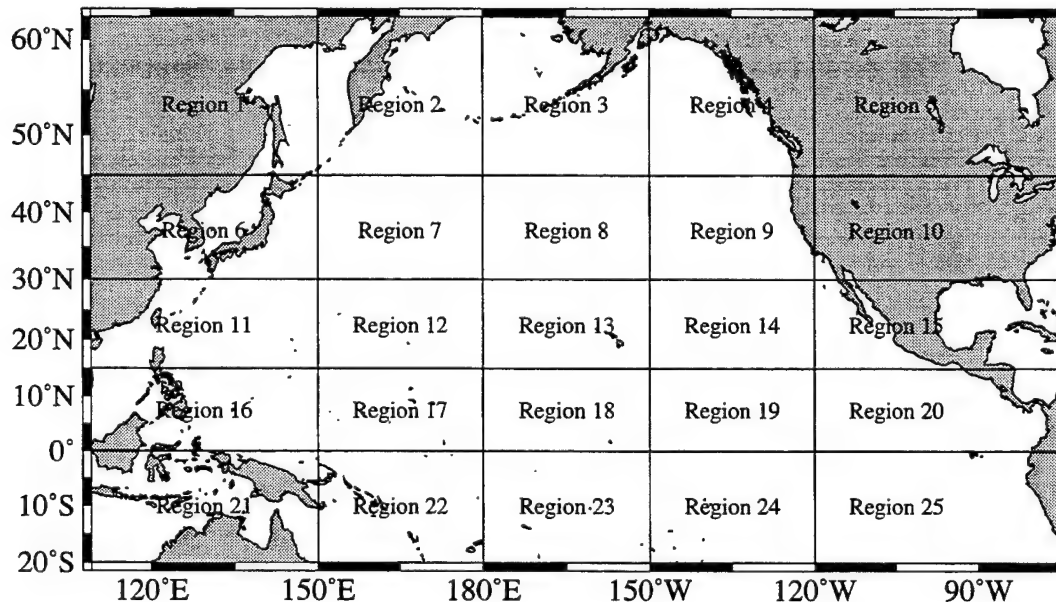 60°N
Region 1 Region 2 Region 3 Region 4 Region 5
50°N
40°N
Region 6 Region 7 Region 8 Region 9 Region 10
30°N
Region 11 Region 12 Region 13 Region 14 Region 15
20°N
10°N
Region 16 Region 17 Region 18 Region 19 Region 20
0°
10°S
Region 21 Region 22 Region 23 Region 24 Region 25
20°S
120°E 150°E 180°E 150°W 120°W 90°W